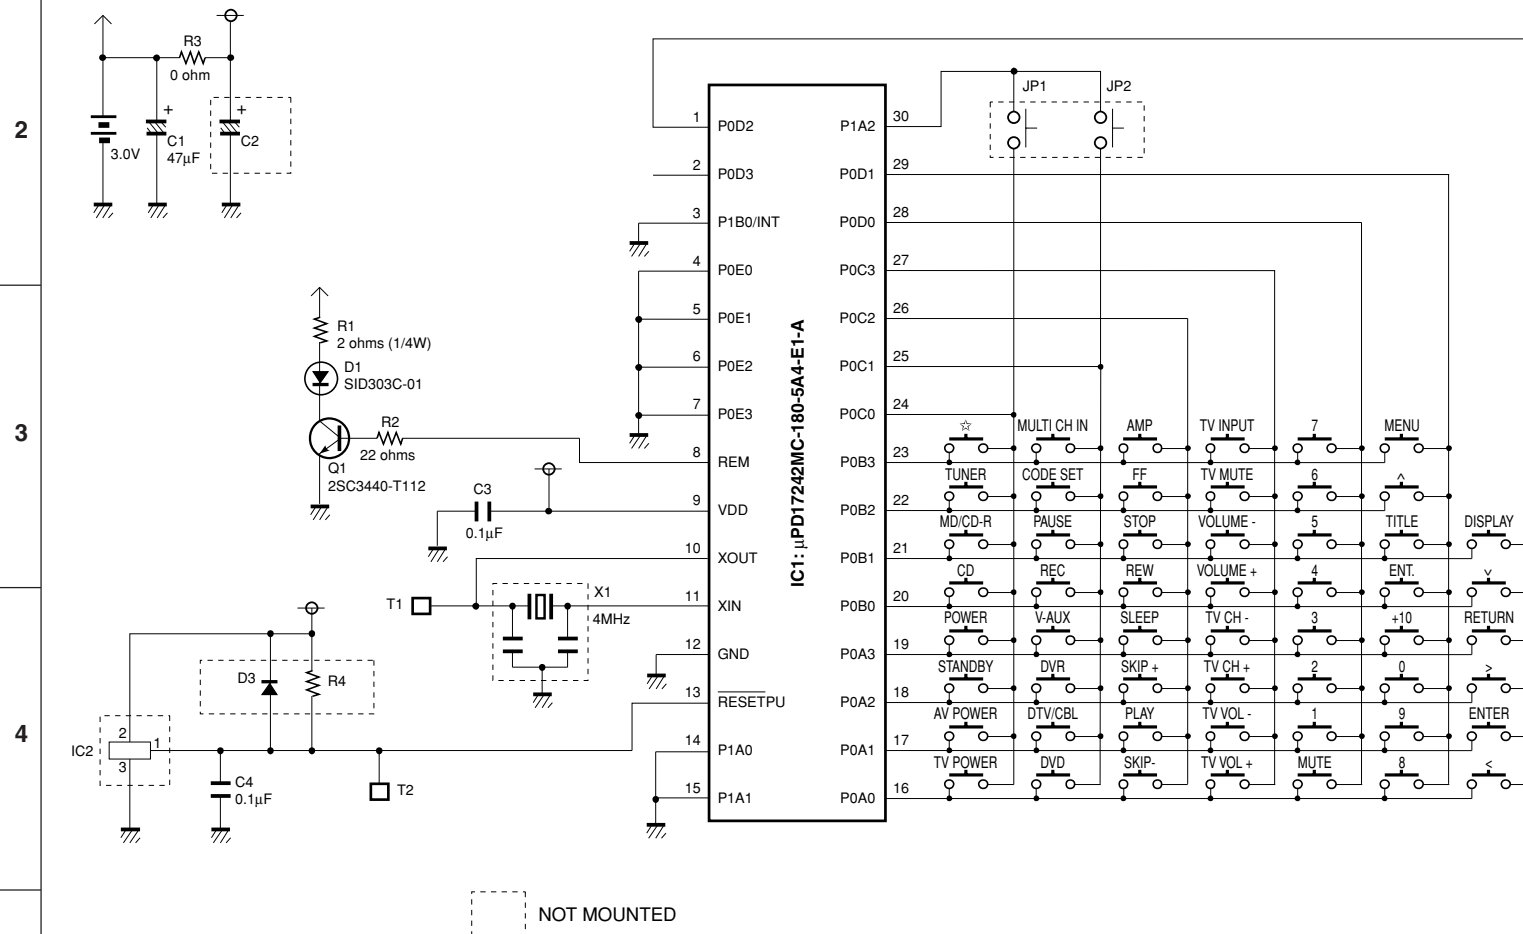 2
3
4
R3
0 ohm
3.0V
+
C1
47µF
+
C2
R1
2 ohms (1/4W)
D1
SID303C-01
R2
22 ohms
Q1
2SC3440-T112
C3
0.1µF
T1
X1
4MHz
D3
R4
IC2
2
1
3
C4
0.1µF
T2
IC1: µPD17242MC-180-5A4-E1-A
1 P0D2
2 P0D3
3 P1B0/INT
4 P0E0
5 P0E1
6 P0E2
7 P0E3
8 REM
9 VDD
10 XOUT
11 XIN
12 GND
13 RESETPU
14 P1A0
15 P1A1
P1A2 30
P0D1 29
P0D0 28
P0C3 27
P0C2 26
P0C1 25
P0C0 24
P0B3 23
P0B2 22
P0B1 21
P0B0 20
P0A3 19
P0A2 18
P0A1 17
P0A0 16
JP1 JP2
☆ MULTI CH IN AMP TV INPUT 7 MENU
TUNER CODE SET FF TV MUTE 6 ^
MD/CD-R PAUSE STOP VOLUME - 5 TITLE DISPLAY
CD REC REW VOLUME + 4 ENT. ˅
POWER V-AUX SLEEP TV CH - 3 +10 RETURN
STANDBY DVR SKIP + TV CH + 2 0 >
AV POWER DTV/CBL PLAY TV VOL - 1 9 ENTER
TV POWER DVD SKIP- TV VOL + MUTE 8 <
NOT MOUNTED